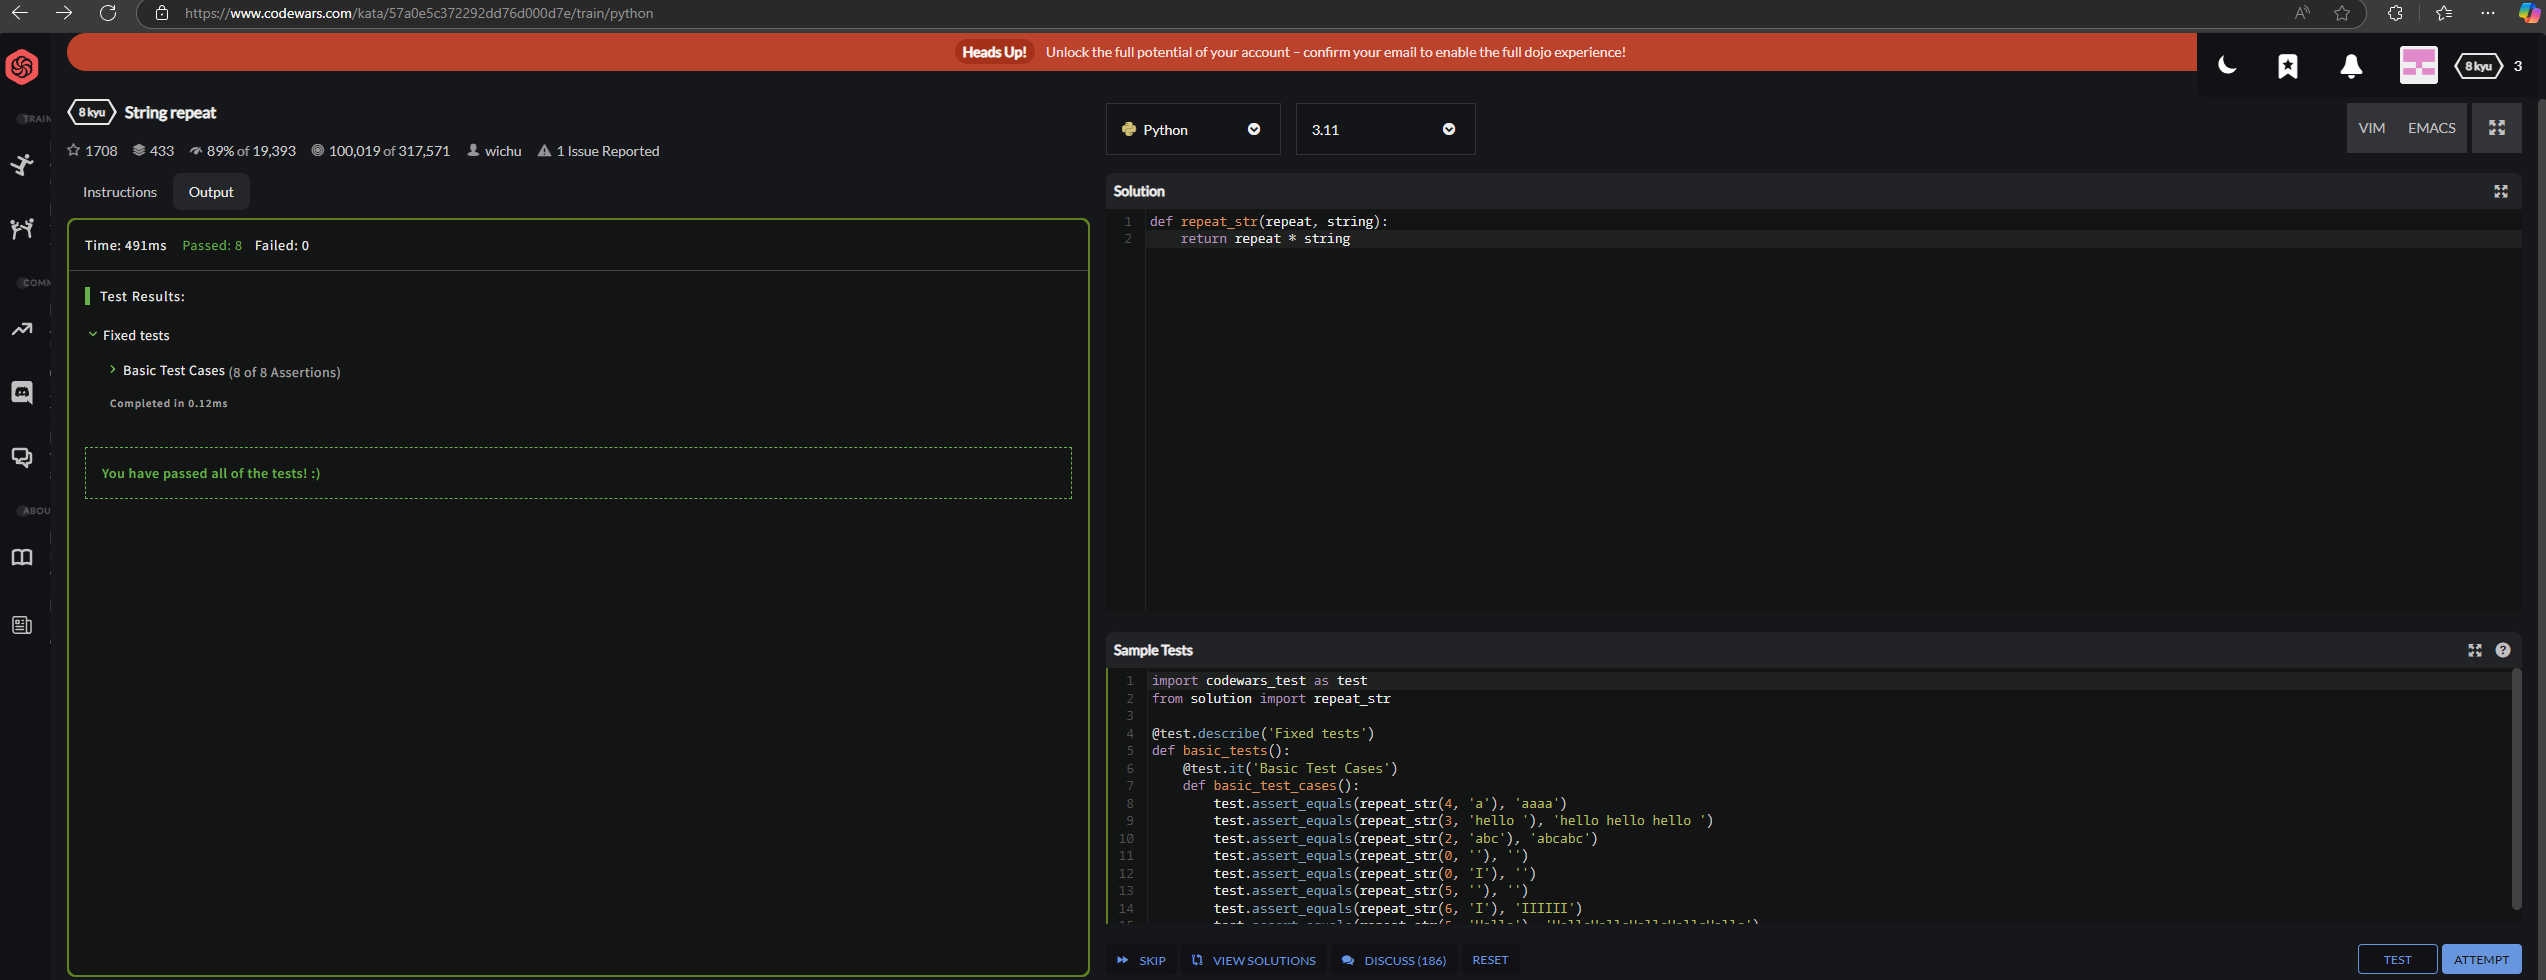 https://www.codewars.com/kata/57a0e5c372292dd76d000d7e/train/python
Heads Up! Unlock the full potential of your account – confirm your email to enable the full dojo experience!
8 kyu 3
8 kyu String repeat
1708 433 89% of 19,393 100,019 of 317,571 wichu 1 Issue Reported
Instructions Output
Time: 491ms Passed: 8 Failed: 0
Test Results:
Fixed tests
Basic Test Cases (8 of 8 Assertions)
Completed in 0.12ms
You have passed all of the tests! :)
TRAIN
COMM
ABOU
Python 3.11 VIM EMACS
Solution
1 def repeat_str(repeat, string):
2     return repeat * string
Sample Tests
1 import codewars_test as test
2 from solution import repeat_str
3
4 @test.describe('Fixed tests')
5 def basic_tests():
6     @test.it('Basic Test Cases')
7     def basic_test_cases():
8         test.assert_equals(repeat_str(4, 'a'), 'aaaa')
9         test.assert_equals(repeat_str(3, 'hello '), 'hello hello hello ')
10         test.assert_equals(repeat_str(2, 'abc'), 'abcabc')
11         test.assert_equals(repeat_str(0, ''), '')
12         test.assert_equals(repeat_str(0, 'I'), '')
13         test.assert_equals(repeat_str(5, ''), '')
14         test.assert_equals(repeat_str(6, 'I'), 'IIIIII')
SKIP VIEW SOLUTIONS DISCUSS (186) RESET TEST ATTEMPT